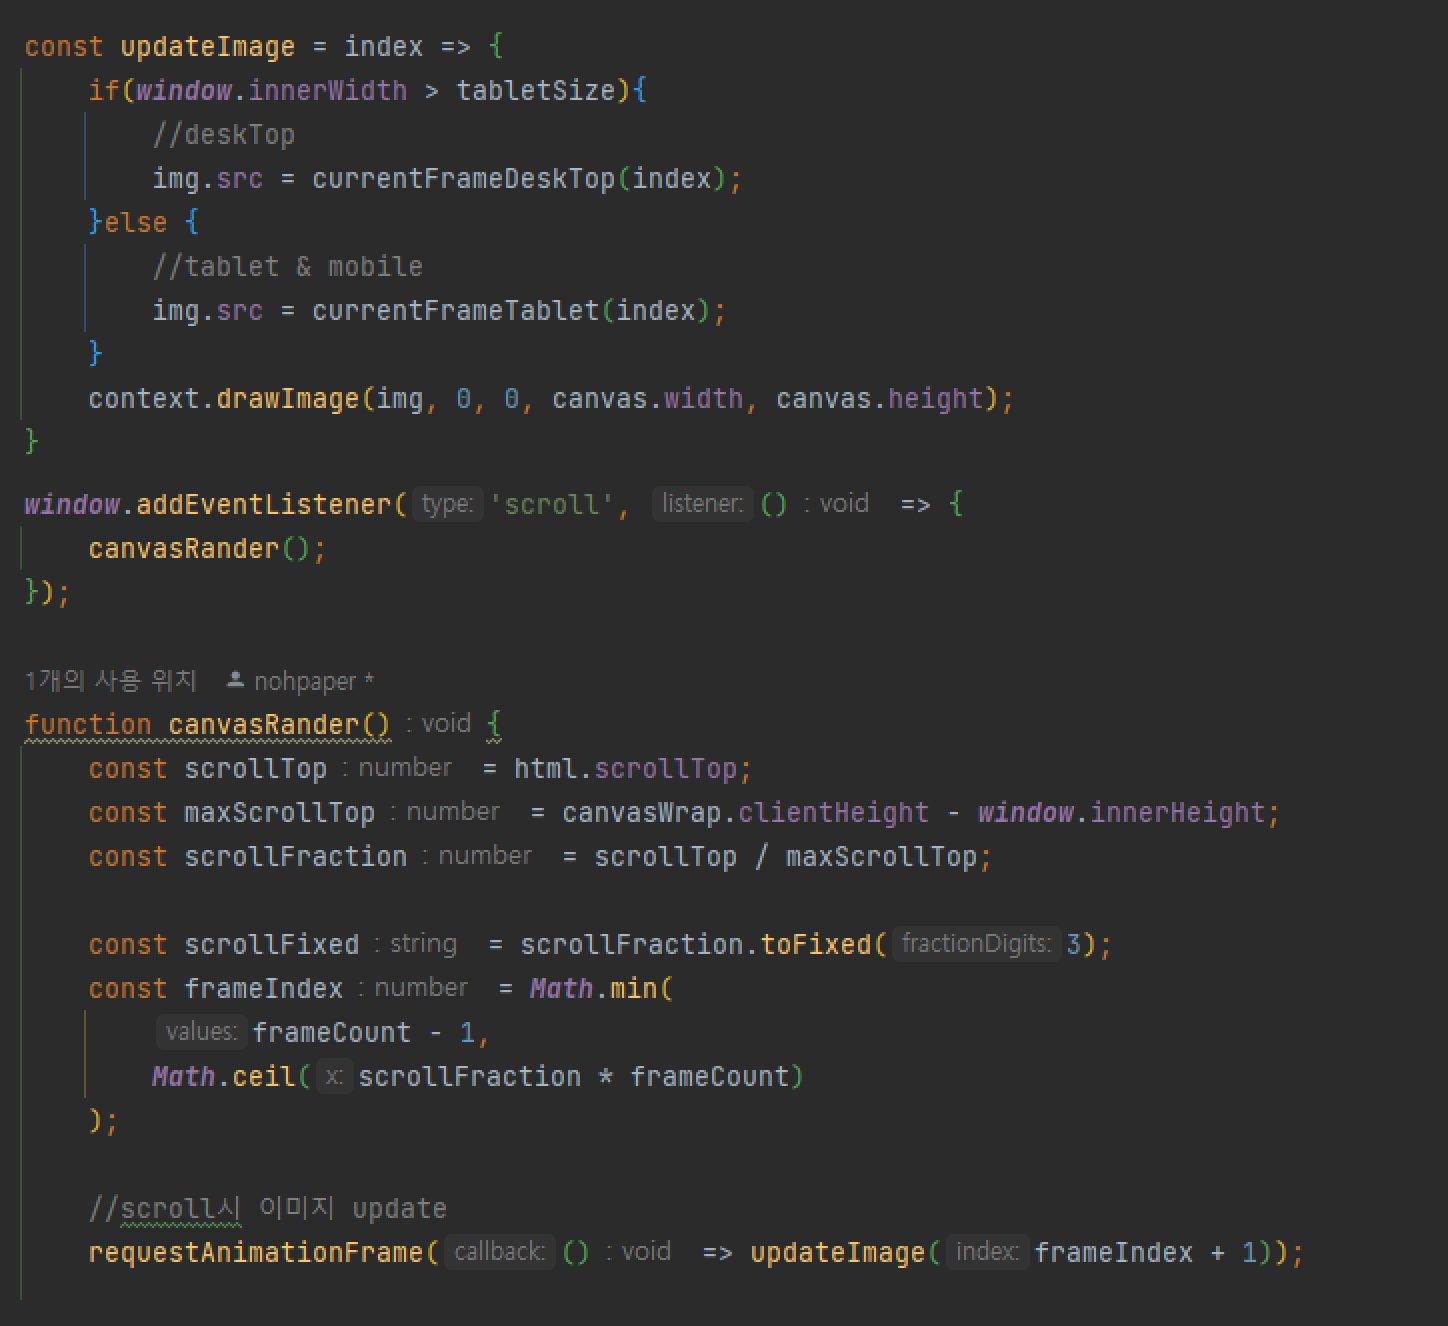 const updateImage = index => {
if(window.innerWidth > tabletSize){
//deskTop
img.src = currentFrameDeskTop(index);
}else {
//tablet & mobile
img.src = currentFrameTablet(index);
}
context.drawImage(img, 0, 0, canvas.width, canvas.height);
}
window.addEventListener( type: 'scroll', listener: () : void => {
canvasRander();
});
1개의 사용 위치 nohpaper *
function canvasRander() : void {
const scrollTop : number = html.scrollTop;
const maxScrollTop : number = canvasWrap.clientHeight - window.innerHeight;
const scrollFraction : number = scrollTop / maxScrollTop;
const scrollFixed : string = scrollFraction.toFixed( fractionDigits: 3);
const frameIndex : number = Math.min(
values: frameCount - 1,
Math.ceil( x: scrollFraction * frameCount)
);
//scroll시 이미지 update
requestAnimationFrame( callback: () : void => updateImage( index: frameIndex + 1));